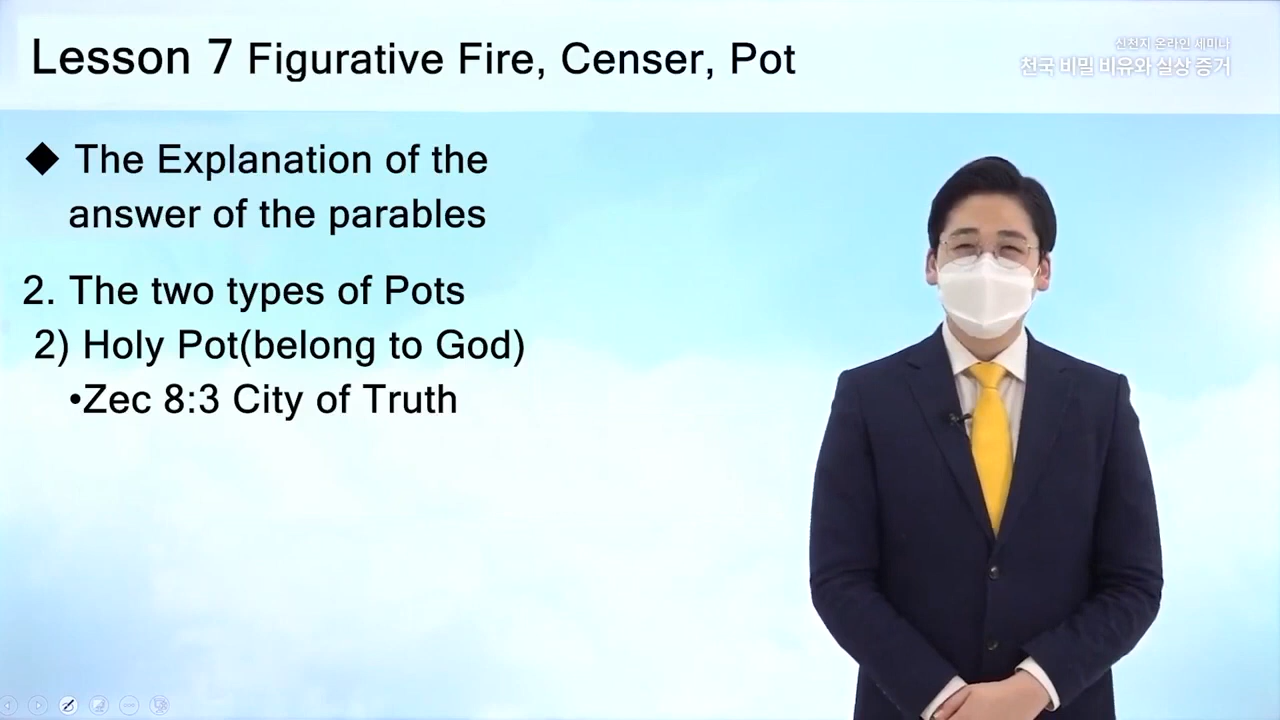 Lesson 7 Figurative Fire, Censer, Pot
신천지 온라인 세미나
천국 비밀 비유와 실상 증거
◆ The Explanation of the
answer of the parables
2. The two types of Pots
2) Holy Pot(belong to God)
•Zec 8:3 City of Truth